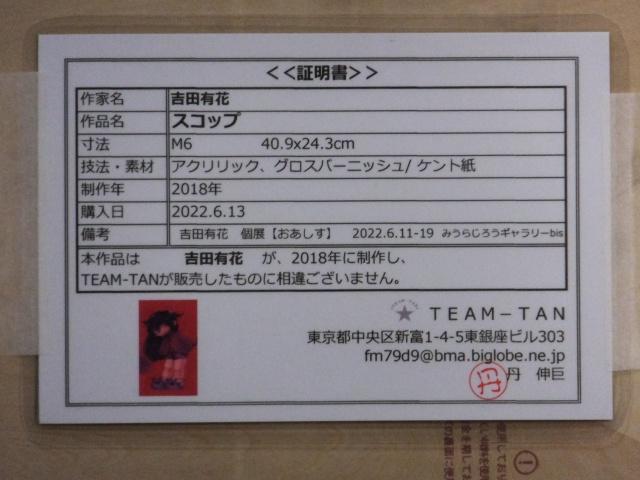 <<証明書>>
作家名 吉田有花
作品名 スコップ
寸法 M6 40.9x24.3cm
技法・素材 アクリリック、グロスバーニッシュ/ ケント紙
制作年 2018年
購入日 2022.6.13
備考 吉田有花 個展【おあしす】 2022.6.11-19 みうらじろうギャラリーbis
本作品は 吉田有花 が、2018年に制作し、
TEAM-TANが販売したものに相違ございません。
TEAM-TAN
東京都中央区新富1-4-5東銀座ビル303
fm79d9@bma.biglobe.ne.jp
丹 伸巨
丹